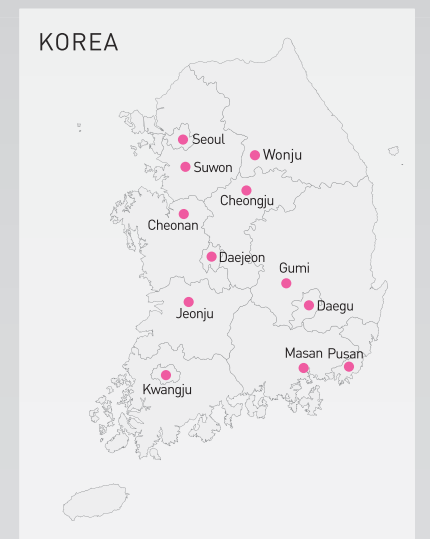 KOREA
Seoul
Wonju
Suwon
Cheongju
Cheonan
Daejeon
Gumi
Jeonju
Daegu
Masan
Pusan
Kwangju